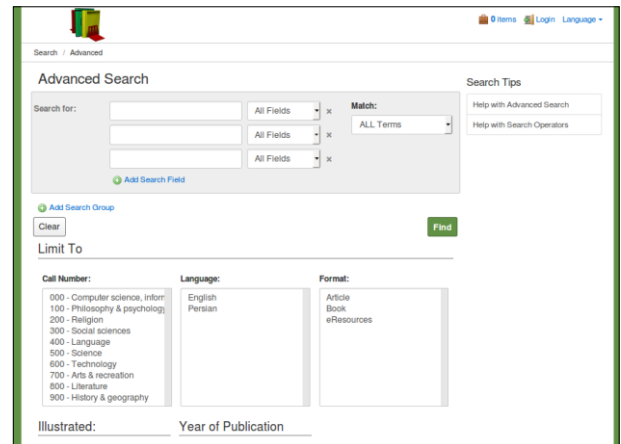 0 items Login Language
Search / Advanced
Advanced Search
Search for:
All Fields
All Fields
All Fields
Add Search Field
Match:
ALL Terms
Add Search Group
Clear
Find
Limit To
Call Number:
000 - Computer science, inform
100 - Philosophy & psychology
200 - Religion
300 - Social sciences
400 - Language
500 - Science
600 - Technology
700 - Arts & recreation
800 - Literature
900 - History & geography
Language:
English
Persian
Format:
Article
Book
eResources
Illustrated:
Year of Publication
Search Tips
Help with Advanced Search
Help with Search Operators